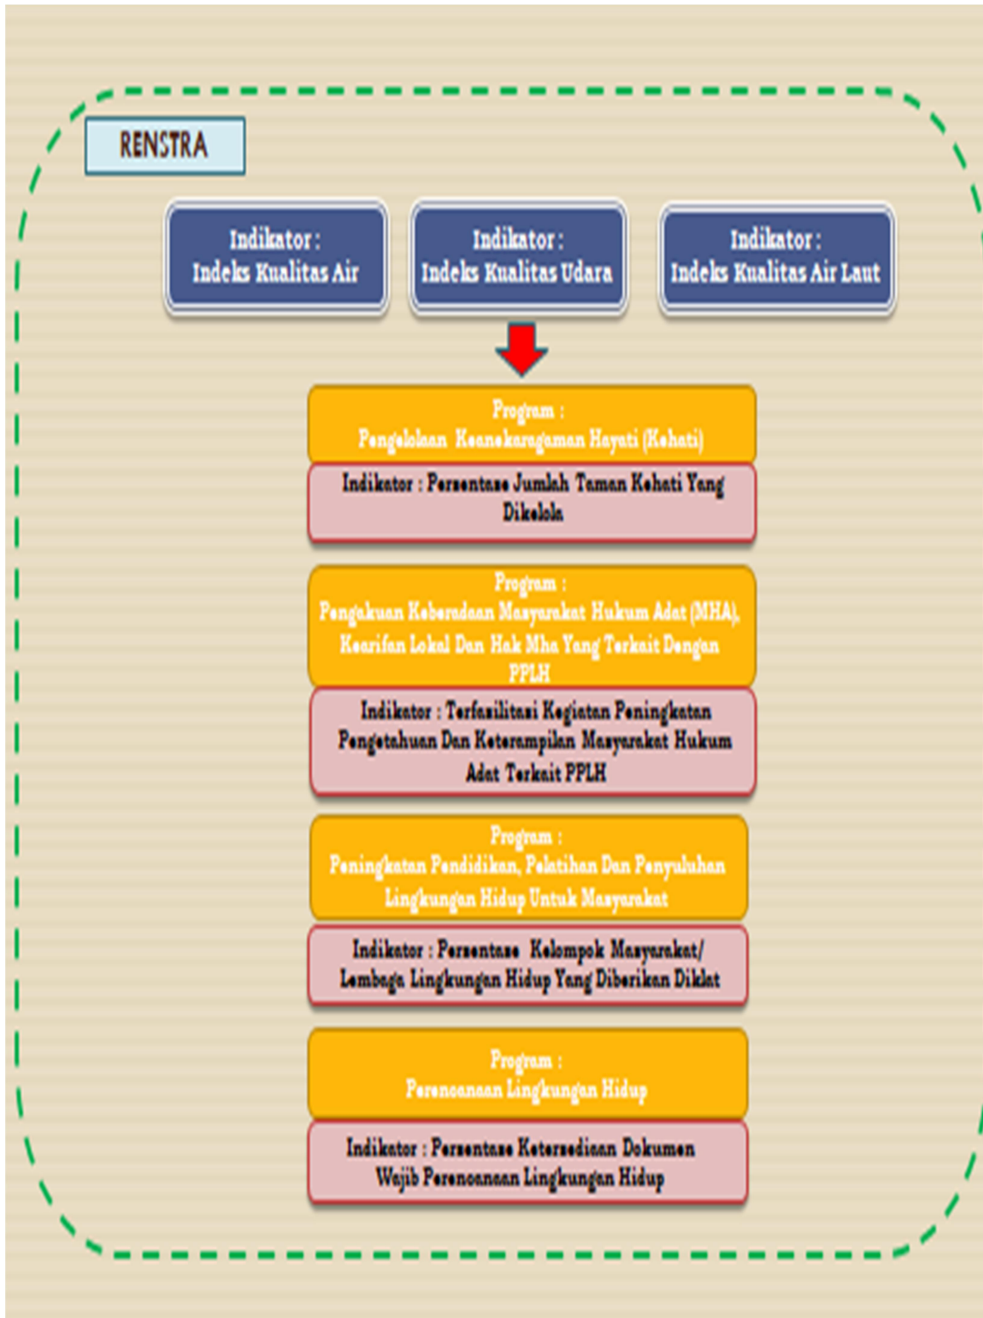 RENSTRA
Indikator :
Indeks Kualitas Air
Indikator :
Indeks Kualitas Udara
Indikator :
Indeks Kualitas Air Laut
Program :
Pengelolaan Keanekaragaman Hayati (Kehati)
Indikator : Persentase Jumlah Taman Kehati Yang
Dikelola
Program :
Pengakuan Keberadaan Masyarakat Hukum Adat (MHA),
Kearifan Lokal Dan Hak Mha Yang Terkait Dengan
PPLH
Indikator : Terfasilitasi Kegiatan Peningkatan
Pengetahuan Dan Keterampilan Masyarakat Hukum
Adat Terkait PPLH
Program :
Peningkatan Pendidikan, Pelatihan Dan Penyuluhan
Lingkungan Hidup Untuk Masyarakat
Indikator : Persentase Kelompok Masyarakat/
Lembaga Lingkungan Hidup Yang Diberikan Diklat
Program :
Perencanaan Lingkungan Hidup
Indikator : Persentase Ketersediaan Dokumen
Wajib Perencanaan Lingkungan Hidup